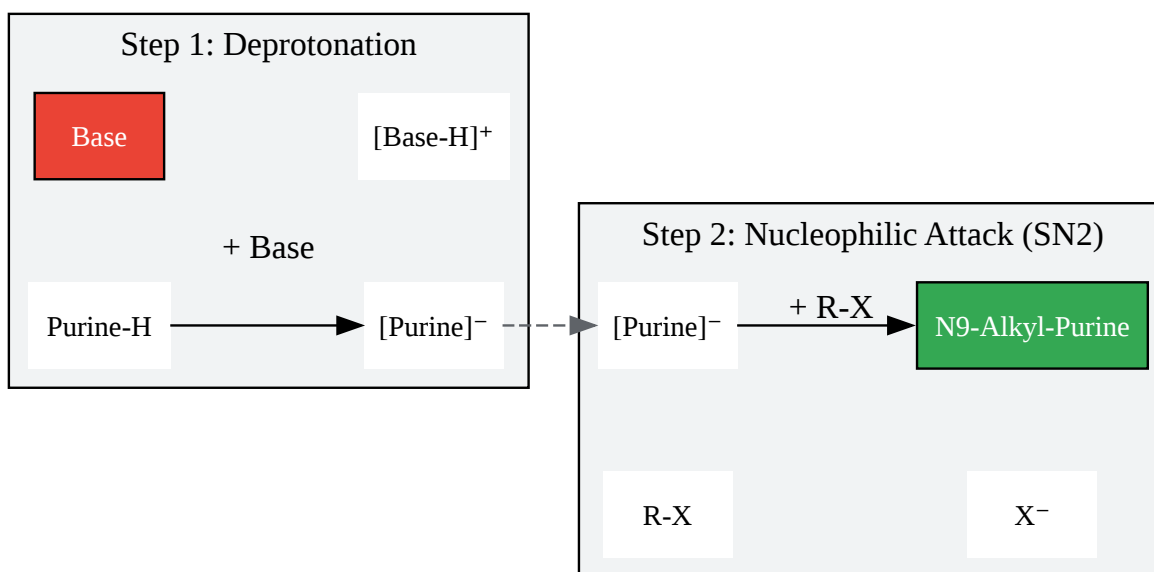 Step 1: Deprotonation
Base
[Base-H]⁺
+ Base
Purine-H
[Purine]⁻
Step 2: Nucleophilic Attack (SN2)
[Purine]⁻
+ R-X
N9-Alkyl-Purine
R-X
X⁻